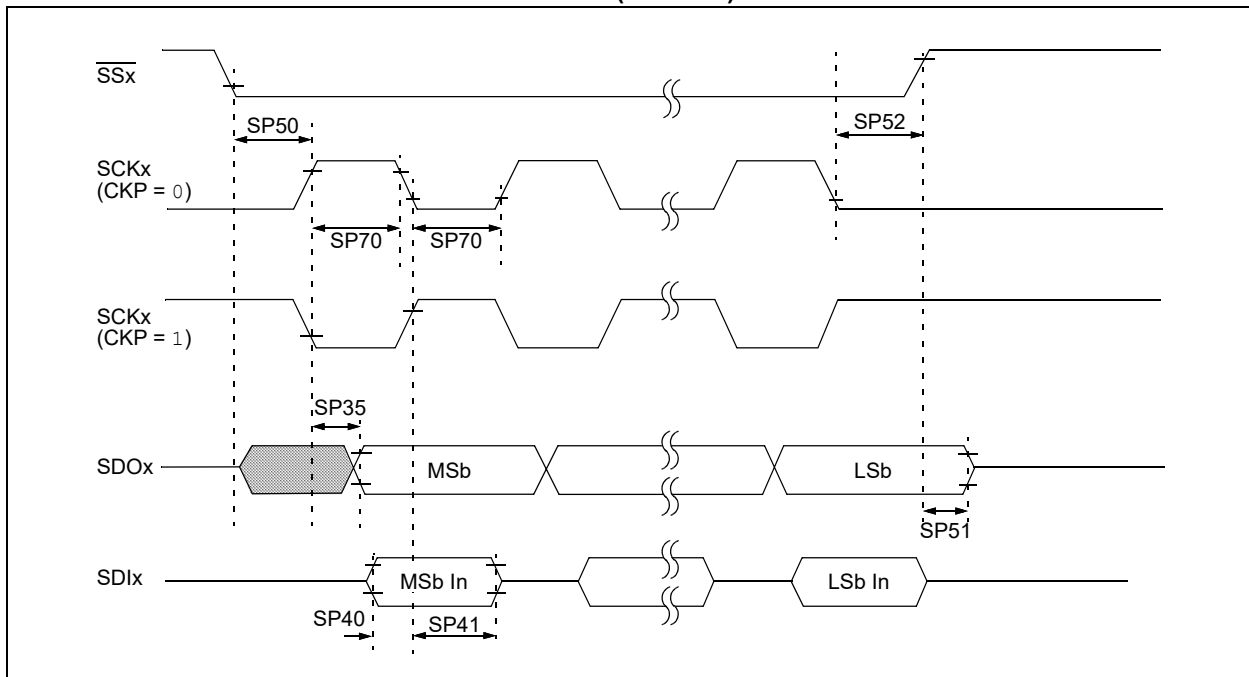 SSx
SP50
SP52
SCKx
(CKP = 0)
SP70
SP70
SCKx
(CKP = 1)
SP35
SDOx
MSb
LSb
SP51
SDIx
MSb In
LSb In
SP40
SP41